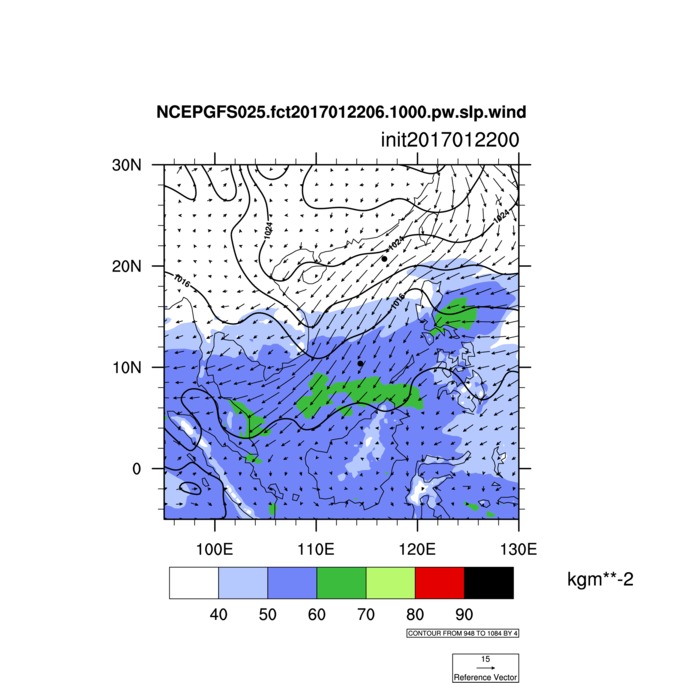 NCEPGFS025.fct2017012206.1000.pw.slp.wind
init2017012200
30N
20N
10N
0
1024
1024
1024
1016
1016
100E 110E 120E 130E
40 50 60 70 80 90
kgm**-2
CONTOUR FROM 948 TO 1084 BY 4
15
Reference Vector